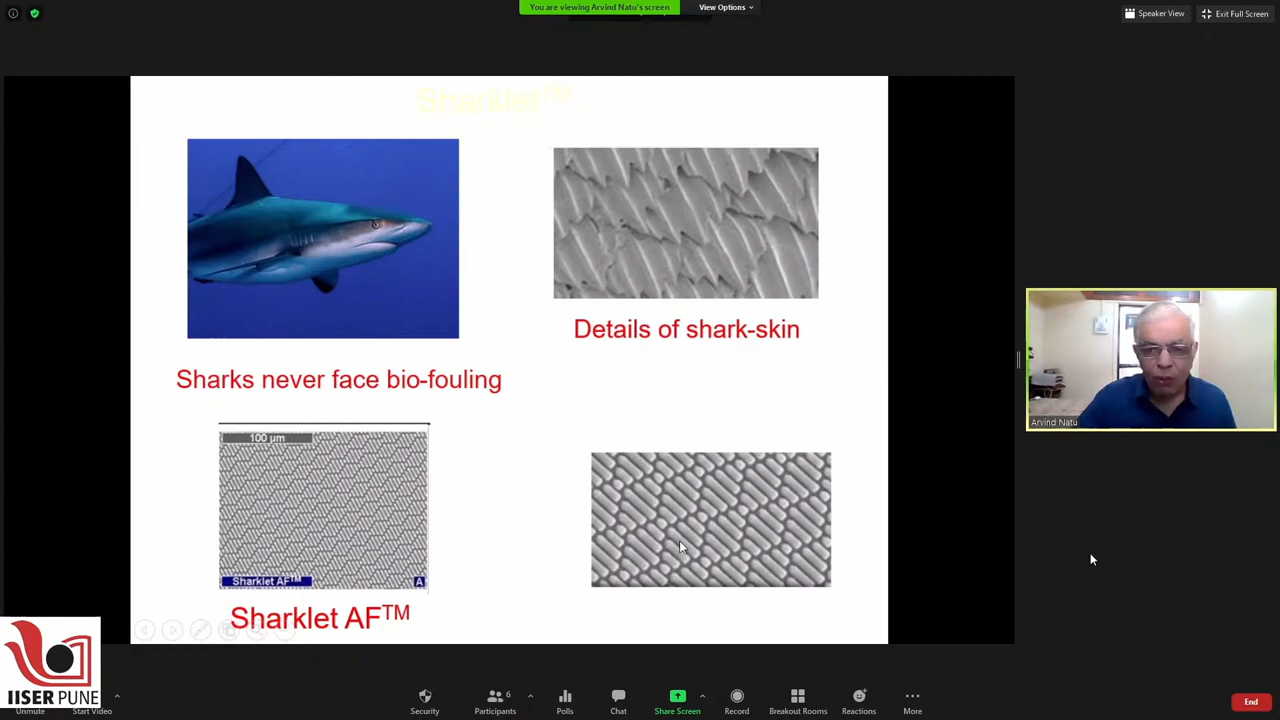 You are viewing Arvind Natu's screen
View Options
Speaker View
Exit Full Screen
Sharklet™
Details of shark-skin
Sharks never face bio-fouling
100 µm
Sharklet AF™
A
Sharklet AF™
Arvind Natu
IISER PUNE
Unmute
Start Video
Security
Participants
6
Polls
Chat
Share Screen
Record
Breakout Rooms
Reactions
More
End